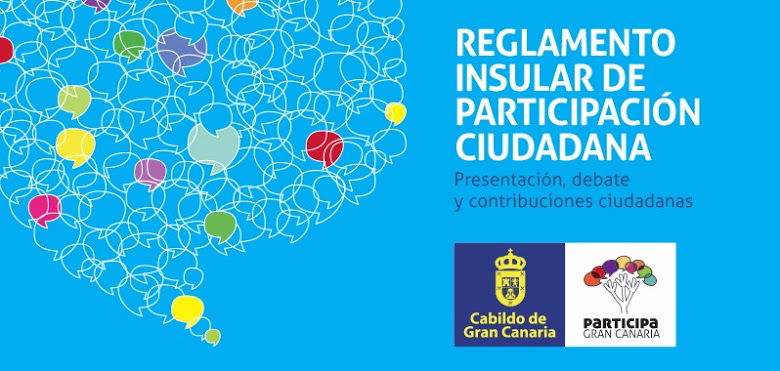 REGLAMENTO
INSULAR DE
PARTICIPACIÓN
CIUDADANA
Presentación, debate
y contribuciones ciudadanas
Cabildo de
Gran Canaria
PARTICIPA
GRAN CANARIA